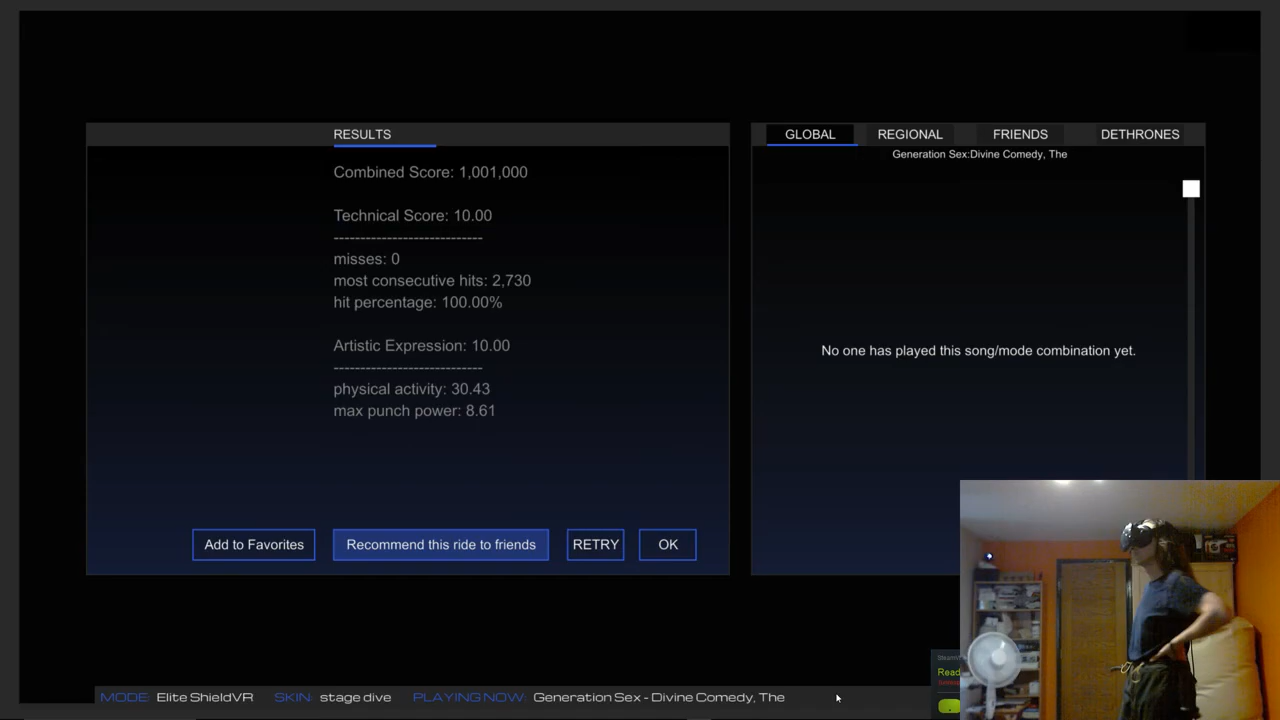 RESULTS
Combined Score: 1,001,000
Technical Score: 10.00
----------------------------
misses: 0
most consecutive hits: 2,730
hit percentage: 100.00%
Artistic Expression: 10.00
----------------------------
physical activity: 30.43
max punch power: 8.61
Add to Favorites
Recommend this ride to friends
RETRY
OK
GLOBAL REGIONAL FRIENDS DETHRONES
Generation Sex:Divine Comedy, The
No one has played this song/mode combination yet.
SteamV
Read
MODE: Elite ShieldVR SKIN: stage dive PLAYING NOW: Generation Sex - Divine Comedy, The